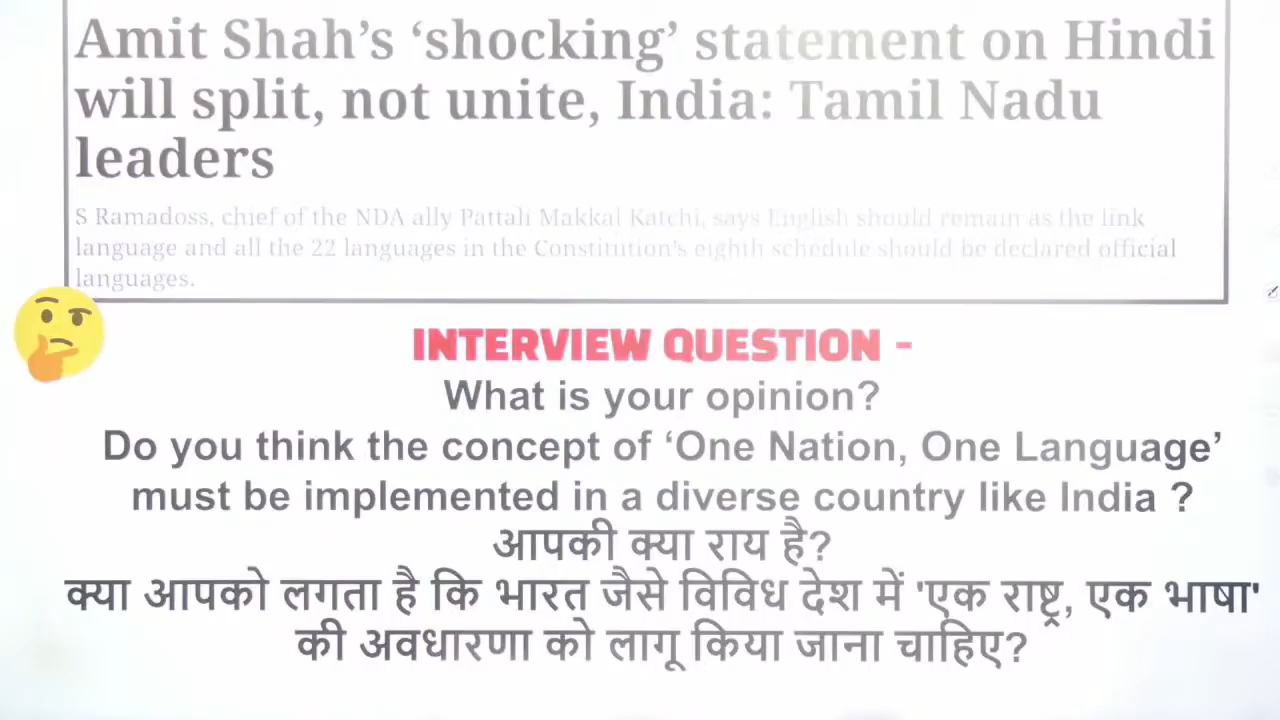 Amit Shah’s ‘shocking’ statement on Hindi
will split, not unite, India: Tamil Nadu
leaders
S Ramadoss, chief of the NDA ally Pattali Makkal Katchi, says English should remain as the link
language and all the 22 languages in the Constitution’s eighth schedule should be declared official
languages.
INTERVIEW QUESTION -
What is your opinion?
Do you think the concept of ‘One Nation, One Language’
must be implemented in a diverse country like India ?
आपकी क्या राय है?
क्या आपको लगता है कि भारत जैसे विविध देश में 'एक राष्ट्र, एक भाषा'
की अवधारणा को लागू किया जाना चाहिए?